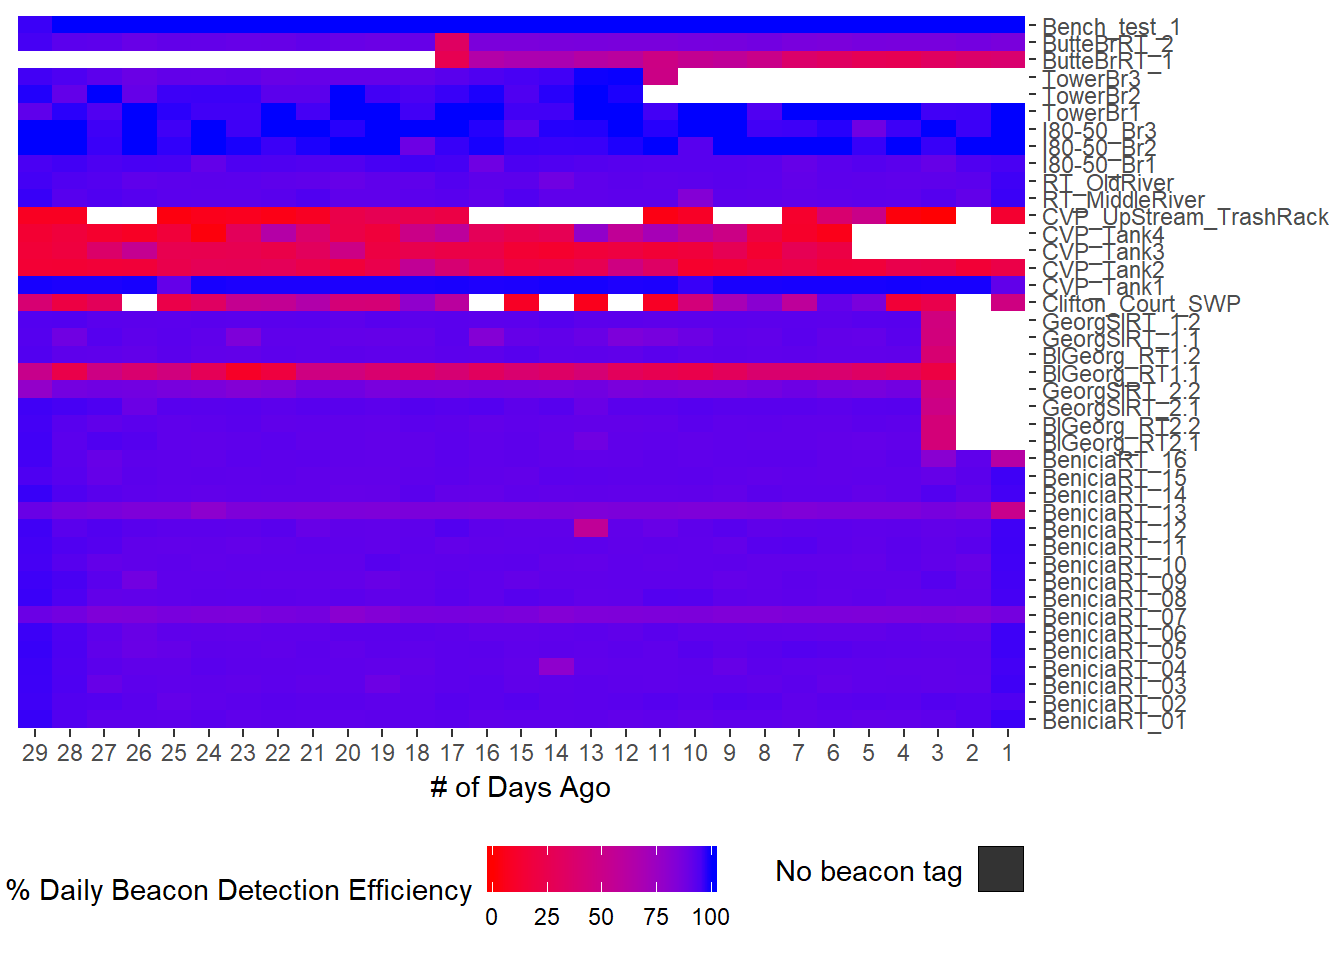 Bench_test_1
ButteBrRT_2
ButteBrRT_1
TowerBr3
TowerBr2
TowerBr1
I80-50_Br3
I80-50_Br2
I80-50_Br1
RT_OldRiver
RT_MiddleRiver
CVP_UpStream_TrashRack
CVP_Tank4
CVP_Tank3
CVP_Tank2
CVP_Tank1
Clifton_Court_SWP
GeorgSlRT_1.2
GeorgSlRT_1.1
BlGeorg_RT1.2
BlGeorg_RT1.1
GeorgSlRT_2.2
GeorgSlRT_2.1
BlGeorg_RT2.2
BlGeorg_RT2.1
BeniciaRT_16
BeniciaRT_15
BeniciaRT_14
BeniciaRT_13
BeniciaRT_12
BeniciaRT_11
BeniciaRT_10
BeniciaRT_09
BeniciaRT_08
BeniciaRT_07
BeniciaRT_06
BeniciaRT_05
BeniciaRT_04
BeniciaRT_03
BeniciaRT_02
BeniciaRT_01
29 28 27 26 25 24 23 22 21 20 19 18 17 16 15 14 13 12 11 10 9 8 7 6 5 4 3 2 1
# of Days Ago
% Daily Beacon Detection Efficiency
0 25 50 75 100
No beacon tag